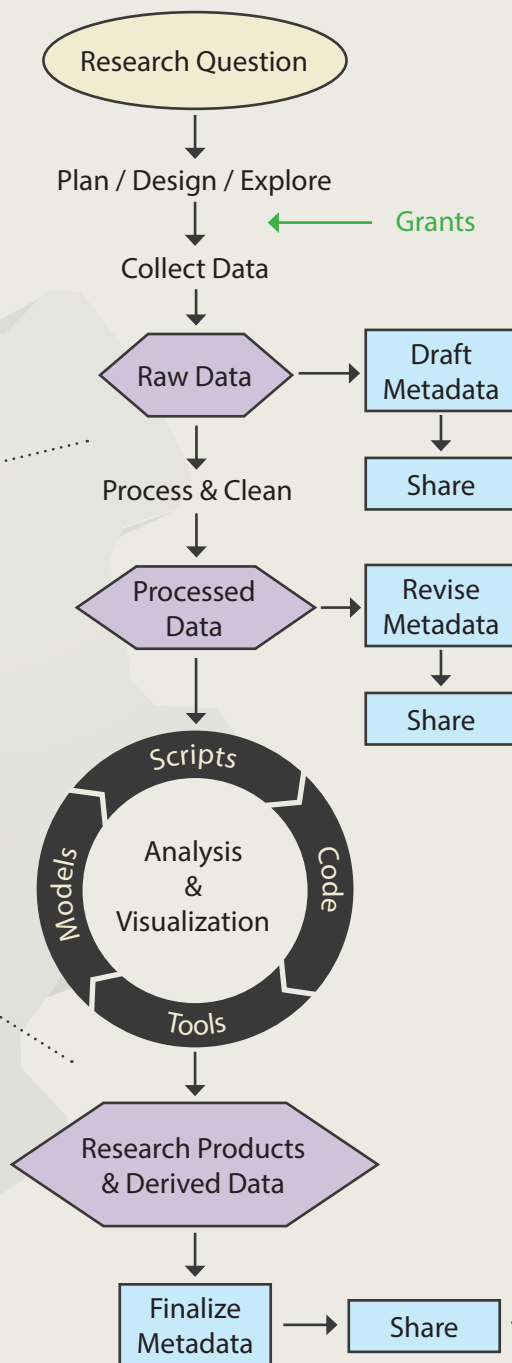 Research Question
Plan / Design / Explore
Grants
Collect Data
Raw Data
Draft
Metadata
Share
Process & Clean
Processed
Data
Revise
Metadata
Share
Scripts
Code
Tools
Models
Analysis
&
Visualization
Research Products
& Derived Data
Finalize
Metadata
Share